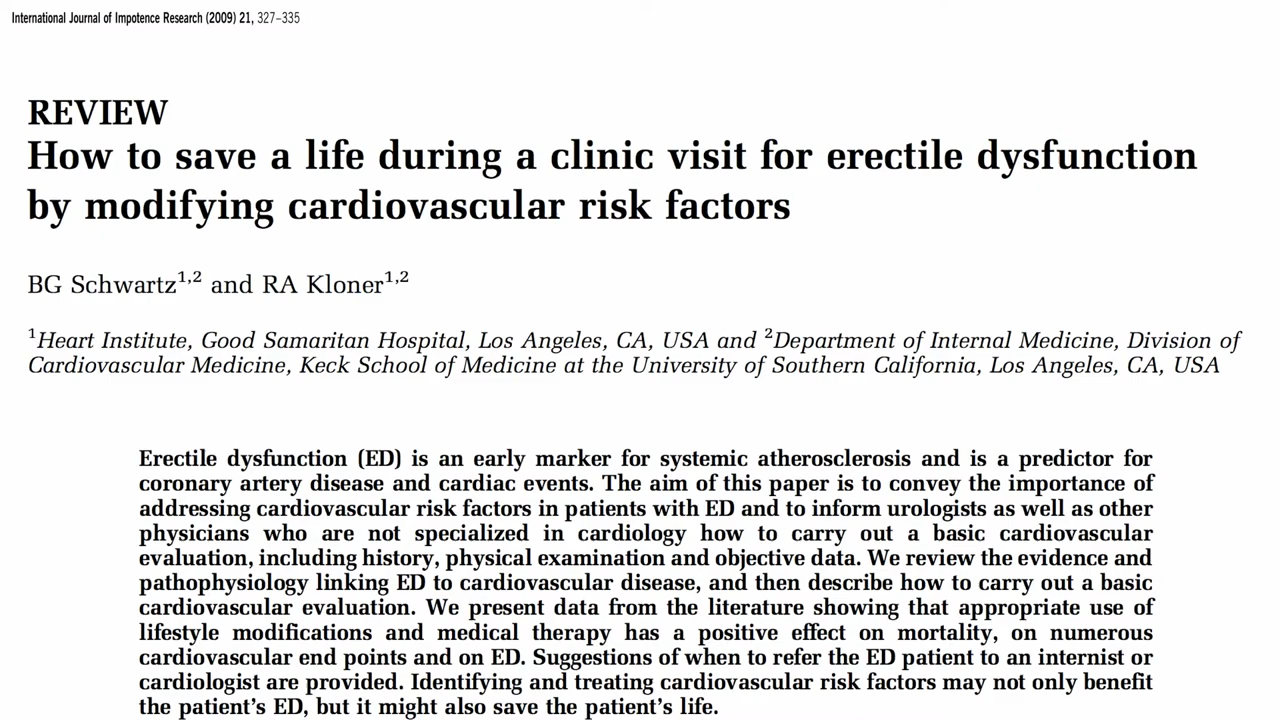 International Journal of Impotence Research (2009) 21, 327–335
REVIEW
How to save a life during a clinic visit for erectile dysfunction
by modifying cardiovascular risk factors
BG Schwartz1,2 and RA Kloner1,2
1Heart Institute, Good Samaritan Hospital, Los Angeles, CA, USA and 2Department of Internal Medicine, Division of
Cardiovascular Medicine, Keck School of Medicine at the University of Southern California, Los Angeles, CA, USA
Erectile dysfunction (ED) is an early marker for systemic atherosclerosis and is a predictor for
coronary artery disease and cardiac events. The aim of this paper is to convey the importance of
addressing cardiovascular risk factors in patients with ED and to inform urologists as well as other
physicians who are not specialized in cardiology how to carry out a basic cardiovascular
evaluation, including history, physical examination and objective data. We review the evidence and
pathophysiology linking ED to cardiovascular disease, and then describe how to carry out a basic
cardiovascular evaluation. We present data from the literature showing that appropriate use of
lifestyle modifications and medical therapy has a positive effect on mortality, on numerous
cardiovascular end points and on ED. Suggestions of when to refer the ED patient to an internist or
cardiologist are provided. Identifying and treating cardiovascular risk factors may not only benefit
the patient's ED, but it might also save the patient's life.